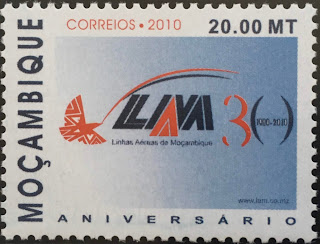 CORREIOS • 2010
20.00 MT
MOÇAMBIQUE
LAM
30 (1980-2010)
Linhas Aéreas de Moçambique
www.lam.co.mz
ANIVERSÁRIO